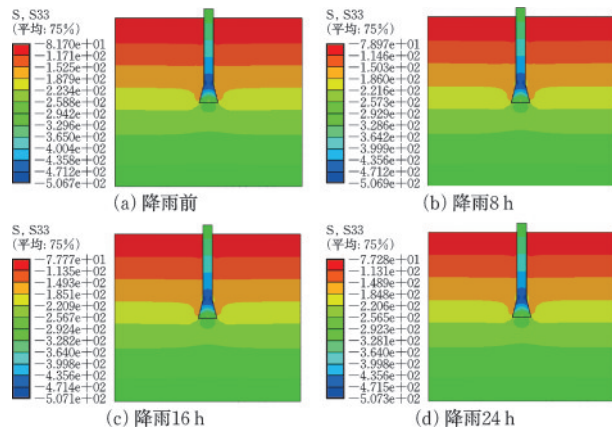 S, S33
(平均: 75%)
−8.170e+01
−1.171e+02
−1.525e+02
−1.879e+02
−2.234e+02
−2.588e+02
−2.942e+02
−3.296e+02
−3.650e+02
−4.004e+02
−4.358e+02
−4.712e+02
−5.067e+02
(a) 降雨前
S, S33
(平均: 75%)
−7.897e+01
−1.146e+02
−1.503e+02
−1.860e+02
−2.216e+02
−2.573e+02
−2.929e+02
−3.286e+02
−3.642e+02
−3.999e+02
−4.356e+02
−4.712e+02
−5.069e+02
(b) 降雨8 h
S, S33
(平均: 75%)
−7.777e+01
−1.135e+02
−1.493e+02
−1.851e+02
−2.209e+02
−2.567e+02
−2.924e+02
−3.282e+02
−3.640e+02
−3.998e+02
−4.356e+02
−4.714e+02
−5.071e+02
(c) 降雨16 h
S, S33
(平均: 75%)
−7.728e+01
−1.135e+02
−1.489e+02
−1.848e+02
−2.206e+02
−2.565e+02
−2.923e+02
−3.281e+02
−3.640e+02
−3.998e+02
−4.356e+02
−4.715e+02
−5.073e+02
(d) 降雨24 h